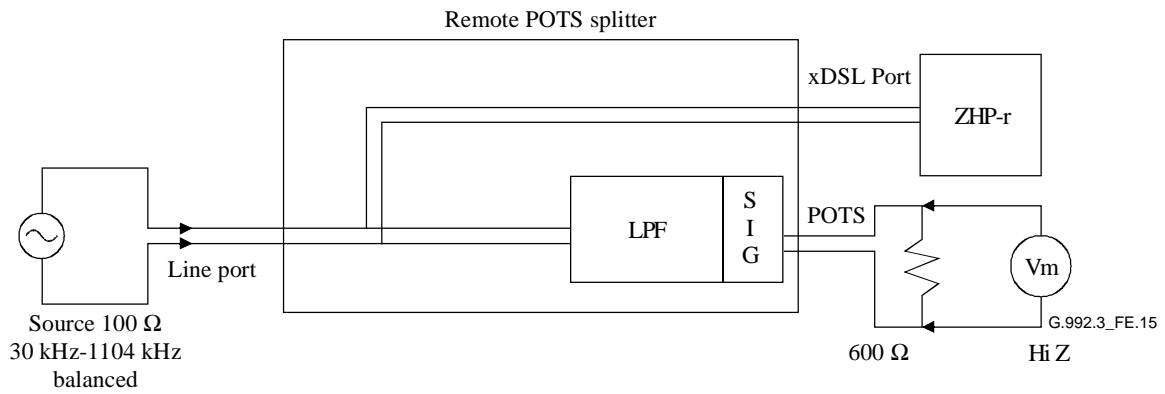 Remote POTS splitter
xDSL Port
ZHP-r
LPF
S
I
G
POTS
Vm
Line port
Source 100 Ω
30 kHz-1104 kHz
balanced
600 Ω
Hi Z
G.992.3_FE.15